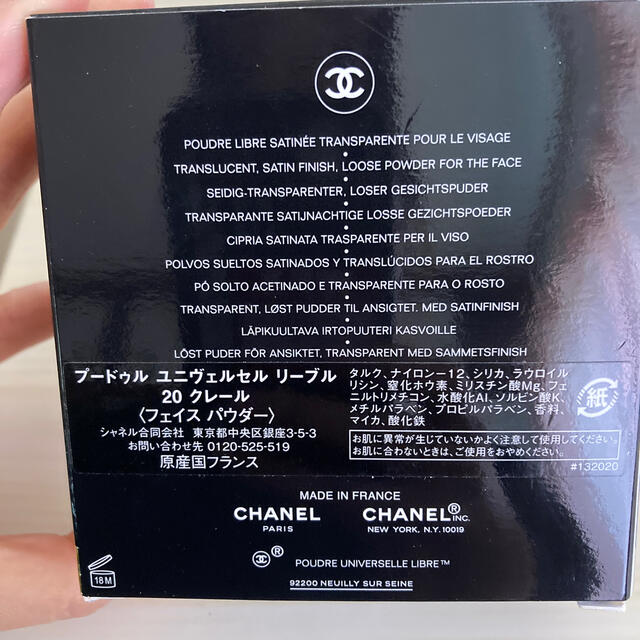 POUDRE LIBRE SATINÉE TRANSPARENTE POUR LE VISAGE
TRANSLUCENT, SATIN FINISH, LOOSE POWDER FOR THE FACE
SEIDIG-TRANSPARENTER, LOSER GESICHTSPUDER
TRANSPARANTE SATIJNACHTIGE LOSSE GEZICHTSPOEDER
CIPRIA SATINATA TRASPARENTE PER IL VISO
POLVOS SUELTOS SATINADOS Y TRANSLÚCIDOS PARA EL ROSTRO
PÓ SOLTO ACETINADO E TRANSPARENTE PARA O ROSTO
TRANSPARENT, LØST PUDDER TIL ANSIGTET. MED SATINFINISH
LÄPIKUULTAVA IRTOPUUTERI KASVOILLE
LÖST PUDER FÖR ANSIKTET, TRANSPARENT MED SAMMETSFINISH
プードゥル ユニヴェルセル リーブル
20 クレール
〈フェイス パウダー〉
シャネル合同会社 東京都中央区銀座3-5-3
お問い合わせ先 0120-525-519
原産国フランス
タルク、ナイロン－12、シリカ、ラウロイル
リシン、窒化ホウ素、ミリスチン酸Mg、フェ
ニルトリメチコン、水酸化Al、ソルビン酸K、
メチルパラベン、プロピルパラベン、香料、
マイカ、酸化鉄
紙
お肌に異常が生じていないかよく注意して使用してください。
お肌に合わないときは、ご使用をおやめください。
#132020
MADE IN FRANCE
CHANEL
PARIS
CHANEL® INC.
NEW YORK, N.Y. 10019
®
POUDRE UNIVERSELLE LIBRE™
92200 NEUILLY SUR SEINE
18 M